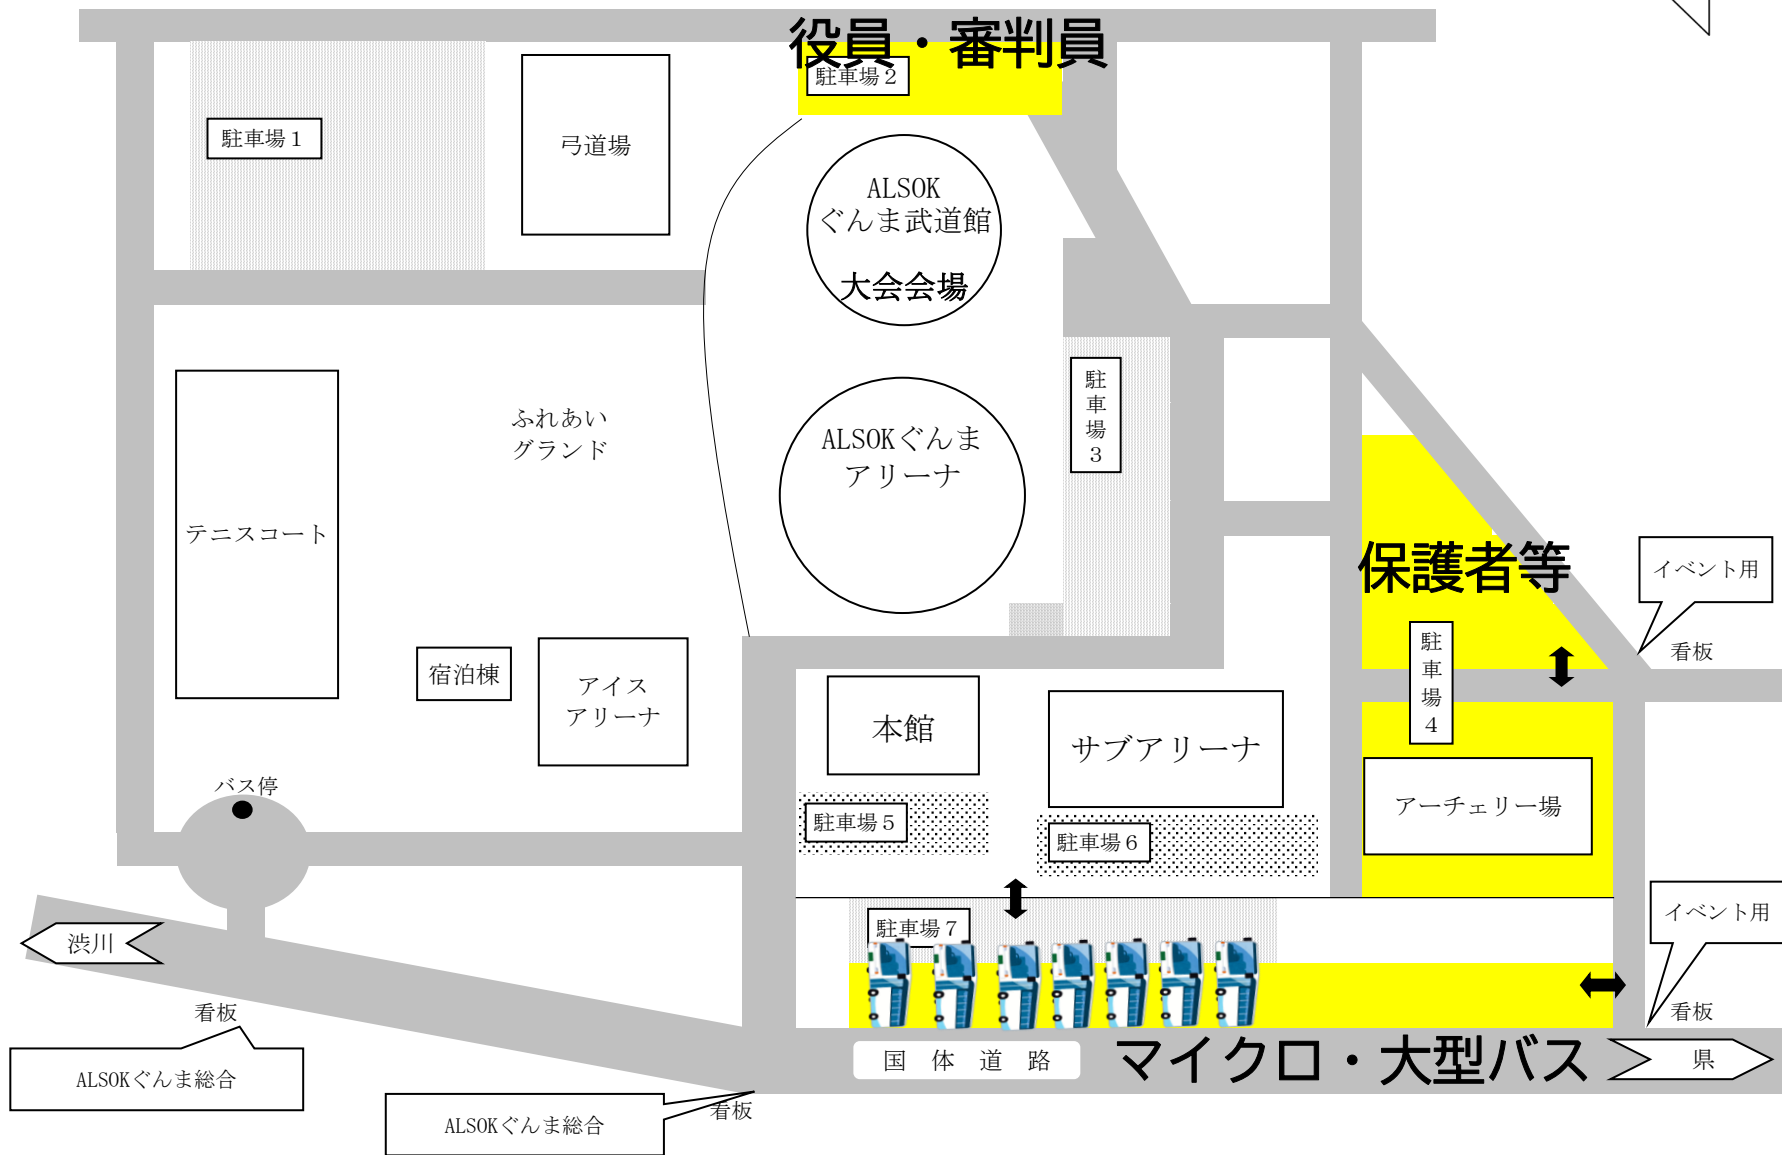 役員・審判員
駐車場２
駐車場１
弓道場
ALSOK
ぐんま武道館
大会会場
駐車場３
ふれあい
グランド
ALSOKぐんま
アリーナ
テニスコート
保護者等
イベント用
看板
駐車場４
宿泊棟
アイス
アリーナ
本館
サブアリーナ
アーチェリー場
バス停
駐車場５
駐車場６
イベント用
看板
駐車場７
渋川
看板
ALSOKぐんま総合
国体道路
マイクロ・大型バス
県
ALSOKぐんま総合
看板